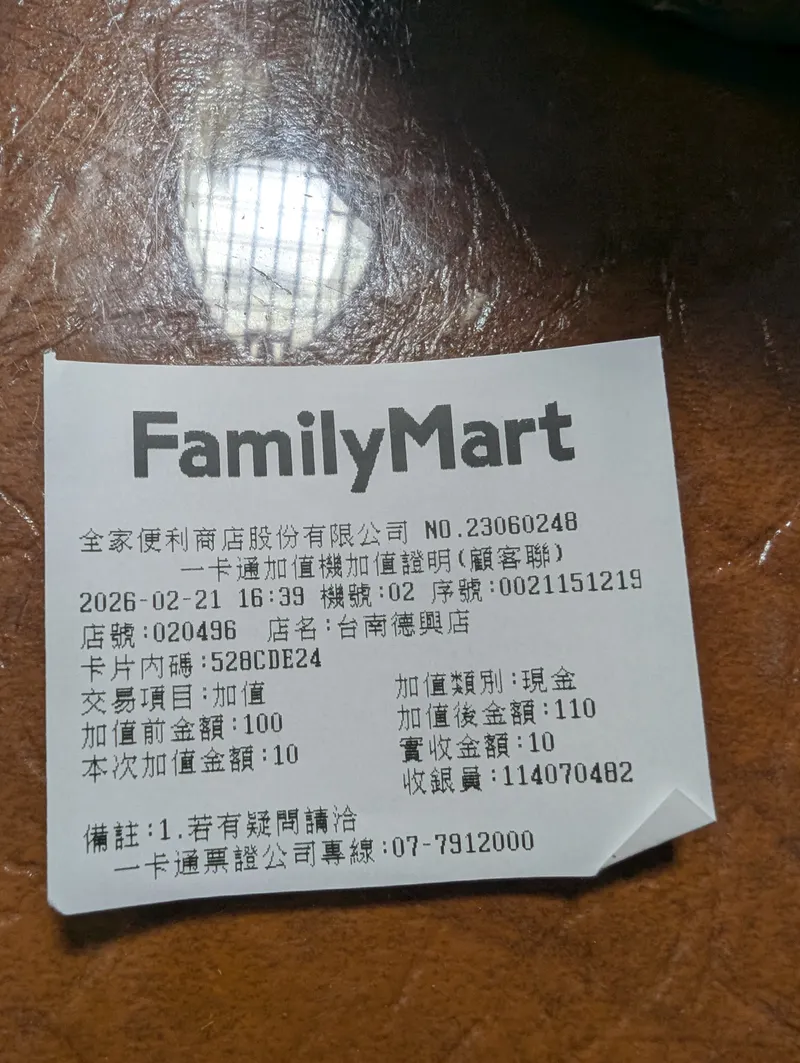 FamilyMart
全家便利商店股份有限公司 NO.23060248
一卡通加值機加值證明(顧客聯)
2026-02-21 16:39 機號:02 序號:0021151219
店號:020496 店名:台南德興店
卡片內碼:528CDE24
交易項目:加值 加值類別:現金
加值前金額:100 加值後金額:110
本次加值金額:10 實收金額:10
收銀員:114070482
備註:1.若有疑問請洽
一卡通票證公司專線:07-7912000